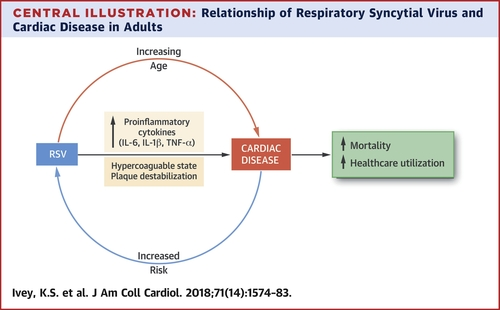 CENTRAL ILLUSTRATION: Relationship of Respiratory Syncytial Virus and
Cardiac Disease in Adults
Increasing
Age
Proinflammatory
cytokines
(IL-6, IL-1β, TNF-α)
RSV
Hypercoaguable state
Plaque destabilization
CARDIAC
DISEASE
Mortality
Healthcare utilization
Increased
Risk
Ivey, K.S. et al. J Am Coll Cardiol. 2018;71(14):1574–83.